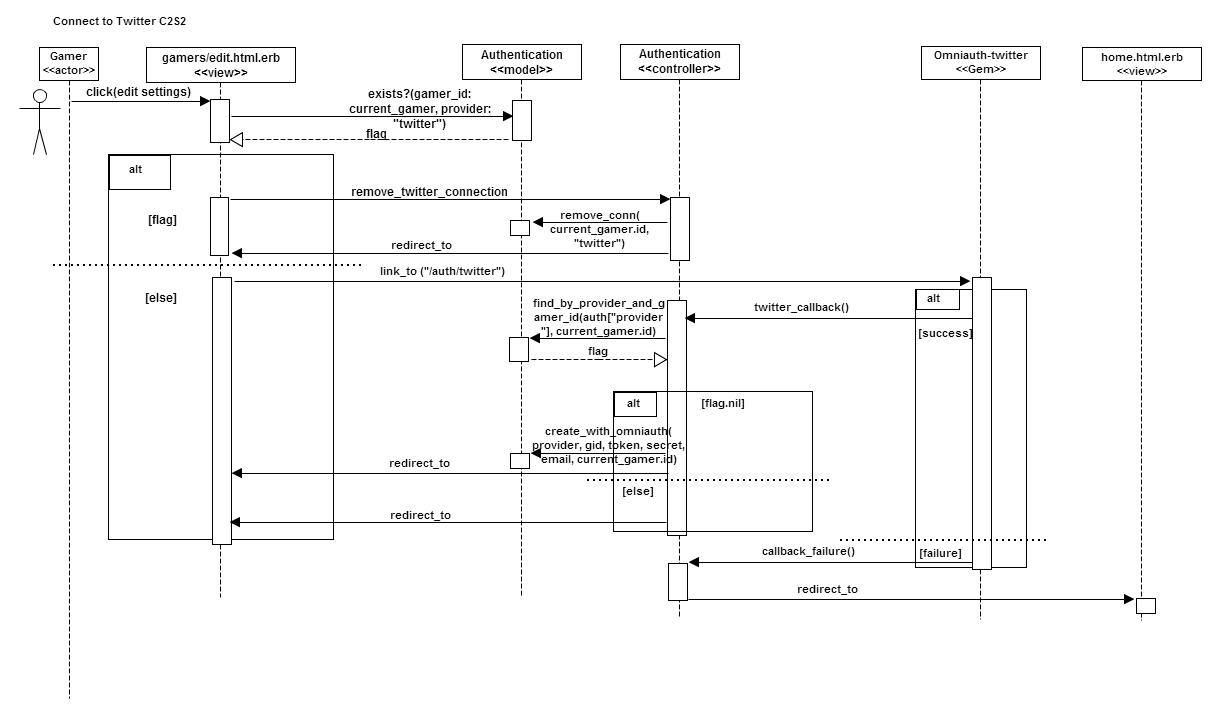 Connect to Twitter C2S2
Gamer
<<actor>>
gamers/edit.html.erb
<<view>>
Authentication
<<model>>
Authentication
<<controller>>
Omniauth-twitter
<<Gem>>
home.html.erb
<<view>>
click(edit settings)
exists?(gamer_id:
current_gamer, provider:
"twitter")
flag
alt
[flag]
remove_twitter_connection
remove_conn(
current_gamer.id,
"twitter")
redirect_to
link_to ("/auth/twitter")
[else]
alt
twitter_callback()
[success]
find_by_provider_and_g
amer_id(auth["provider
"], current_gamer.id)
flag
alt
[flag.nil]
create_with_omniauth(
provider, gid, token, secret,
email, current_gamer.id)
redirect_to
[else]
redirect_to
callback_failure()
[failure]
redirect_to